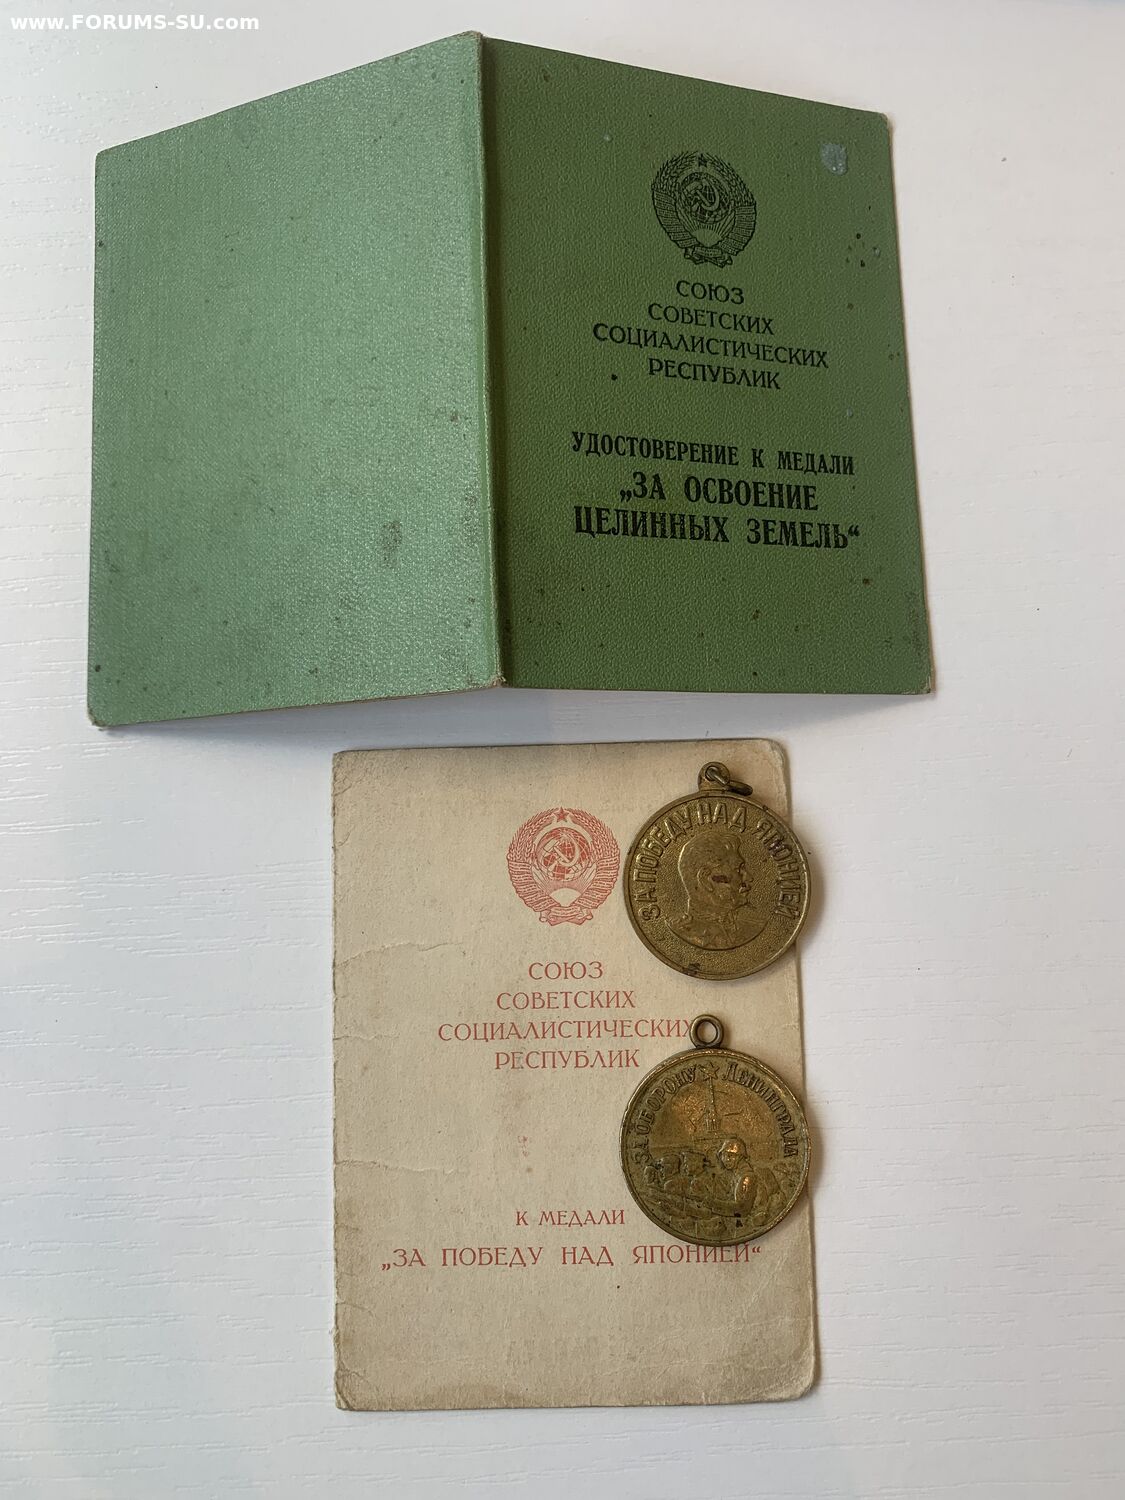 www.FORUMS-SU.com
СОЮЗ
СОВЕТСКИХ
СОЦИАЛИСТИЧЕСКИХ
РЕСПУБЛИК
УДОСТОВЕРЕНИЕ К МЕДАЛИ
„ЗА ОСВОЕНИЕ
ЦЕЛИННЫХ ЗЕМЕЛЬ“
ЗА ПОБЕДУ НАД ЯПОНИЕЙ
СОЮЗ
СОВЕТСКИХ
СОЦИАЛИСТИЧЕСКИХ
РЕСПУБЛИК
ЗА ОБОРОНУ ЛЕНИНГРАДА
К МЕДАЛИ
„ЗА ПОБЕДУ НАД ЯПОНИЕЙ“